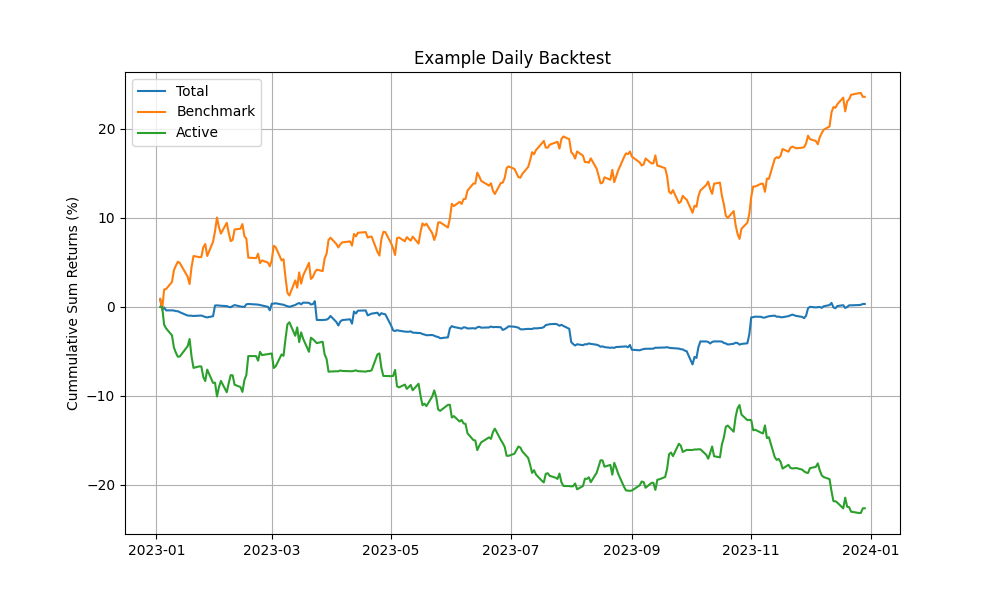 Example Daily Backtest
Total
Benchmark
Active
Cummulative Sum Returns (%)
20
10
0
−10
−20
2023-01
2023-03
2023-05
2023-07
2023-09
2023-11
2024-01